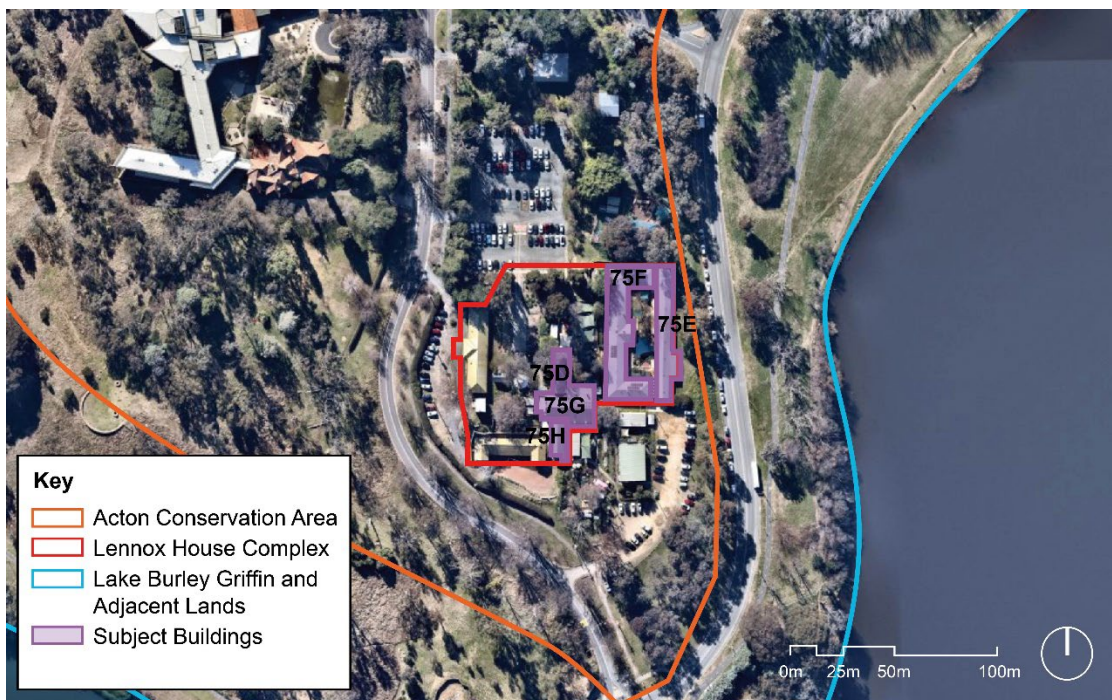 75F
75E
75D
75G
75H
Key
Acton Conservation Area
Lennox House Complex
Lake Burley Griffin and
Adjacent Lands
Subject Buildings
0m 25m 50m 100m